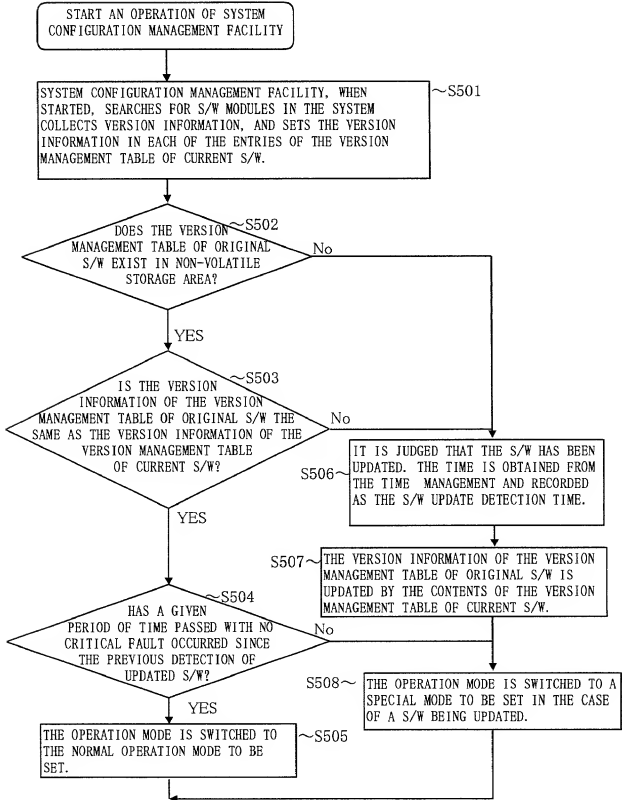 START AN OPERATION OF SYSTEM
CONFIGURATION MANAGEMENT FACILITY
SYSTEM CONFIGURATION MANAGEMENT FACILITY, WHEN
STARTED, SEARCHES FOR S/W MODULES IN THE SYSTEM
COLLECTS VERSION INFORMATION, AND SETS THE VERSION
INFORMATION IN EACH OF THE ENTRIES OF THE VERSION
MANAGEMENT TABLE OF CURRENT S/W.
~S501
~S502
DOES THE VERSION
MANAGEMENT TABLE OF ORIGINAL
S/W EXIST IN NON-VOLATILE
STORAGE AREA?
No
YES
~S503
IS THE VERSION
INFORMATION OF THE VERSION
MANAGEMENT TABLE OF ORIGINAL S/W THE
SAME AS THE VERSION INFORMATION OF THE
VERSION MANAGEMENT TABLE
OF CURRENT S/W?
No
YES
S506~
IT IS JUDGED THAT THE S/W HAS BEEN
UPDATED. THE TIME IS OBTAINED FROM
THE TIME MANAGEMENT AND RECORDED
AS THE S/W UPDATE DETECTION TIME.
S507~
THE VERSION INFORMATION OF THE VERSION
MANAGEMENT TABLE OF ORIGINAL S/W IS
UPDATED BY THE CONTENTS OF THE VERSION
MANAGEMENT TABLE OF CURRENT S/W.
~S504
HAS A GIVEN
PERIOD OF TIME PASSED WITH NO
CRITICAL FAULT OCCURRED SINCE
THE PREVIOUS DETECTION OF
UPDATED S/W?
No
YES
S508~
THE OPERATION MODE IS SWITCHED TO A
SPECIAL MODE TO BE SET IN THE CASE
OF A S/W BEING UPDATED.
THE OPERATION MODE IS SWITCHED TO
THE NORMAL OPERATION MODE TO BE
SET.
~S505